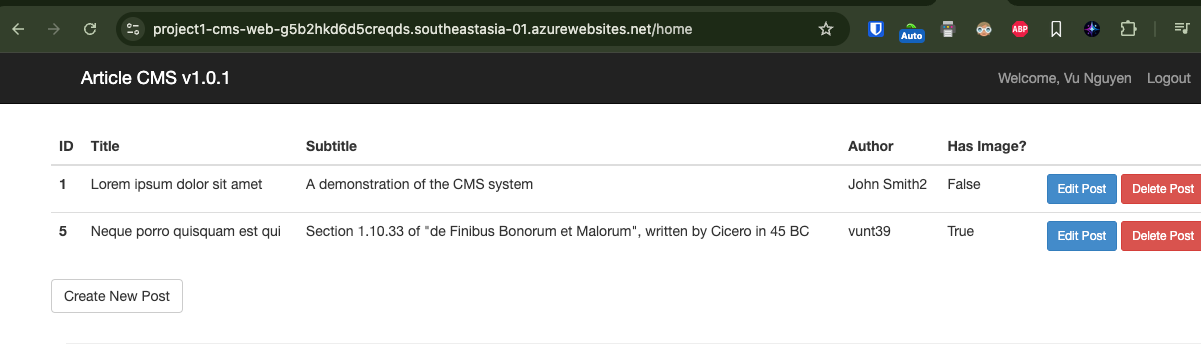 project1-cms-web-g5b2hkd6d5creqds.southeastasia-01.azurewebsites.net/home
Auto
ABP
Article CMS v1.0.1 Welcome, Vu Nguyen Logout
ID Title Subtitle Author Has Image?
1 Lorem ipsum dolor sit amet A demonstration of the CMS system John Smith2 False Edit Post Delete Post
5 Neque porro quisquam est qui Section 1.10.33 of "de Finibus Bonorum et Malorum", written by Cicero in 45 BC vunt39 True Edit Post Delete Post
Create New Post